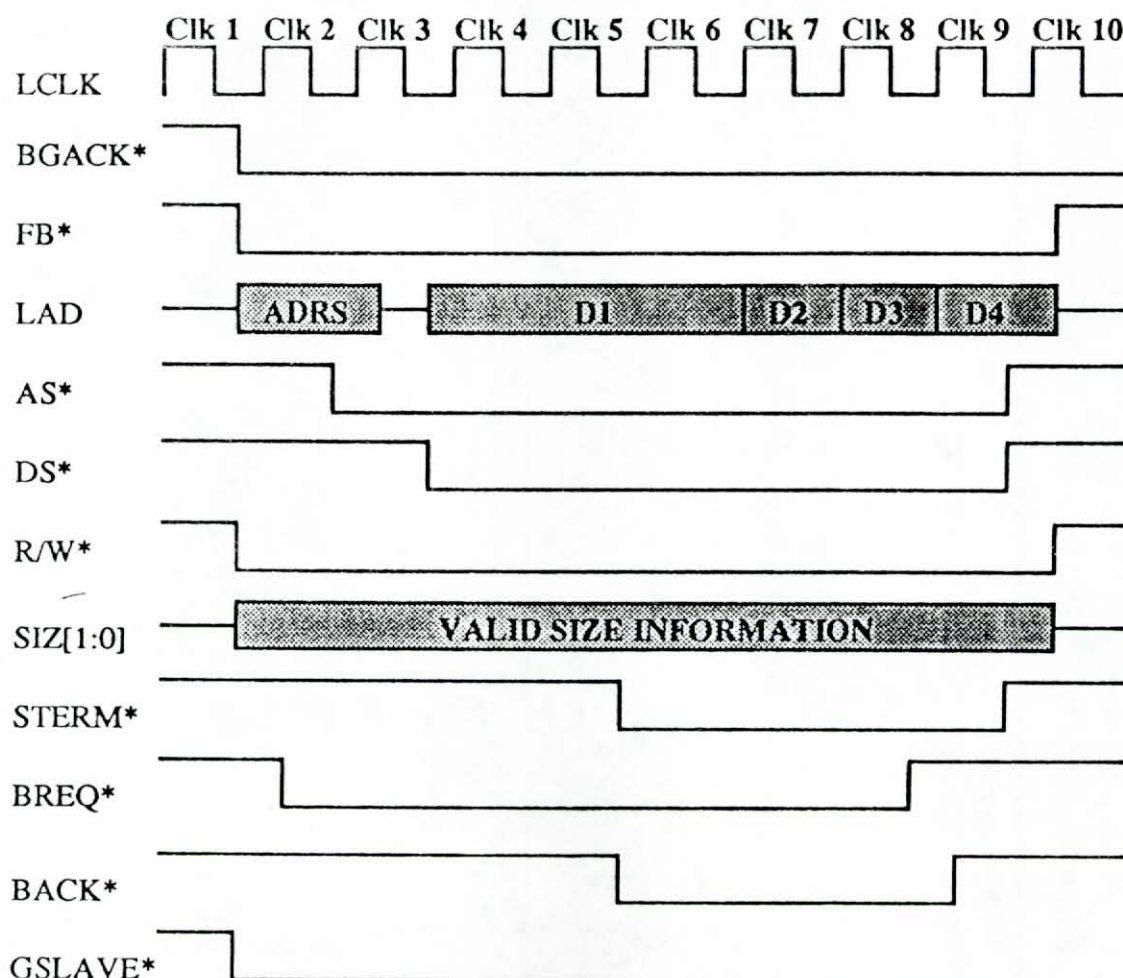 Clk 1 Clk 2 Clk 3 Clk 4 Clk 5 Clk 6 Clk 7 Clk 8 Clk 9 Clk 10
LCLK
BGACK*
FB*
LAD ADRS D1 D2 D3 D4
AS*
DS*
R/W*
SIZ[1:0] VALID SIZE INFORMATION
STERM*
BREQ*
BACK*
GSLAVE*